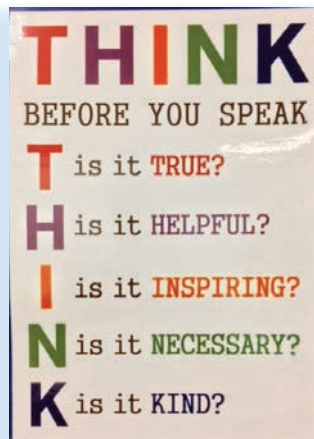 THINK
BEFORE YOU SPEAK
T is it TRUE?
H is it HELPFUL?
I is it INSPIRING?
N is it NECESSARY?
K is it KIND?